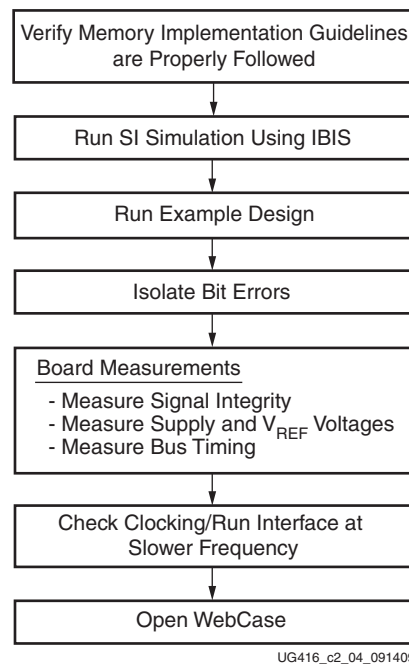 Verify Memory Implementation Guidelines
are Properly Followed
Run SI Simulation Using IBIS
Run Example Design
Isolate Bit Errors
Board Measurements
- Measure Signal Integrity
- Measure Supply and VREF Voltages
- Measure Bus Timing
Check Clocking/Run Interface at
Slower Frequency
Open WebCase
UG416_c2_04_091409